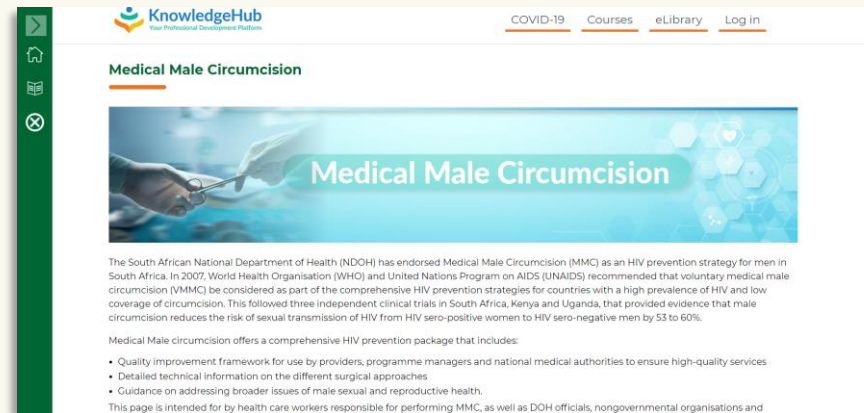 KnowledgeHub
Your Professional Development Platform
COVID-19 Courses eLibrary Log in
Medical Male Circumcision
Medical Male Circumcision
The South African National Department of Health (NDOH) has endorsed Medical Male Circumcision (MMC) as an HIV prevention strategy for men in
South Africa. In 2007, World Health Organisation (WHO) and United Nations Program on AIDS (UNAIDS) recommended that voluntary medical male
circumcision (VMMC) be considered as part of the comprehensive HIV prevention strategies for countries with a high prevalence of HIV and low
coverage of circumcision. This followed three independent clinical trials in South Africa, Kenya and Uganda, that provided evidence that male
circumcision reduces the risk of sexual transmission of HIV from HIV sero-positive women to HIV sero-negative men by 53 to 60%.
Medical Male circumcision offers a comprehensive HIV prevention package that includes:
• Quality improvement framework for use by providers, programme managers and national medical authorities to ensure high-quality services
• Detailed technical information on the different surgical approaches
• Guidance on addressing broader issues of male sexual and reproductive health.
This page is intended for by health care workers responsible for performing MMC, as well as DOH officials, nongovernmental organisations and